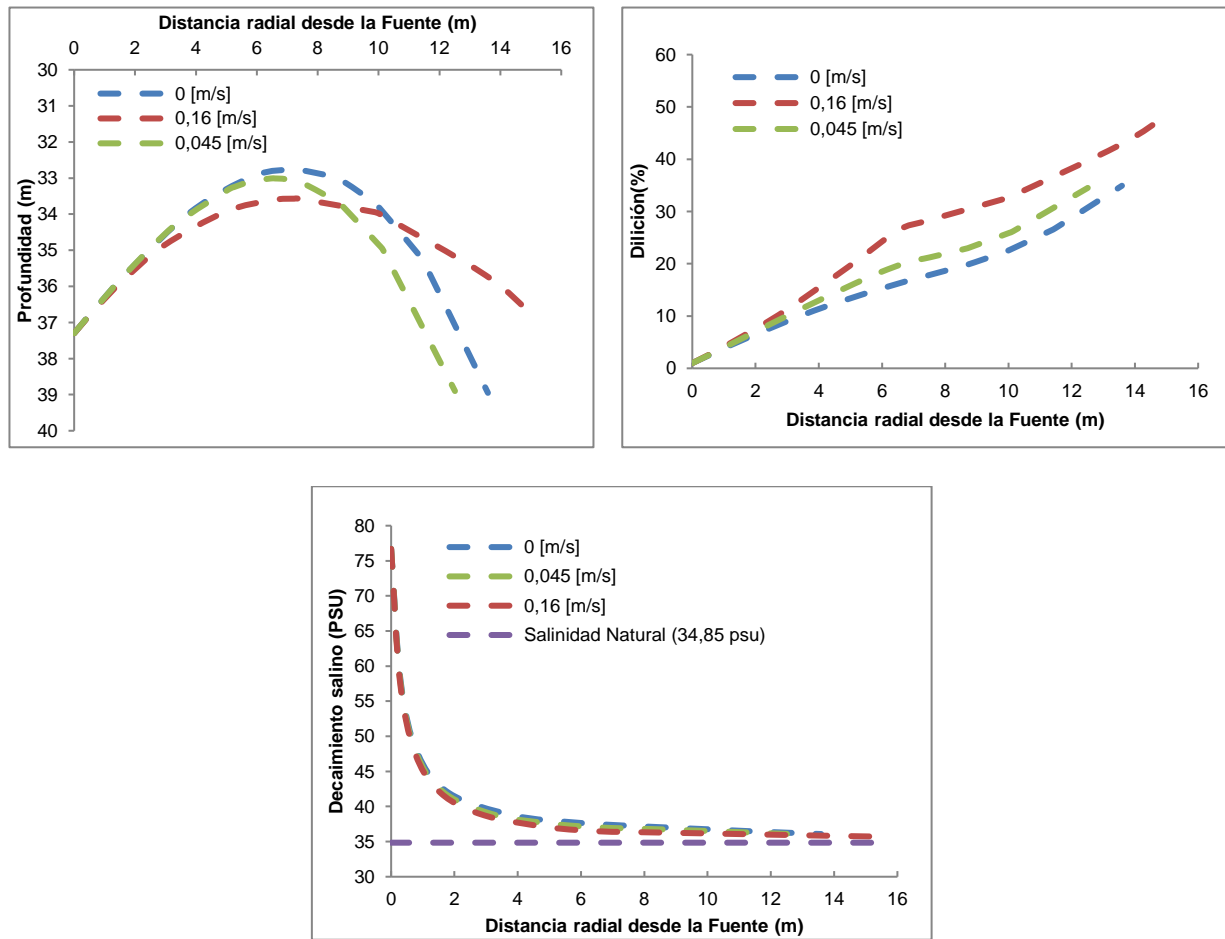 Distancia radial desde la Fuente (m)
0 2 4 6 8 10 12 14 16
30
31
32
33
34
35
36
37
38
39
40
Profundidad (m)
0 [m/s]
0,16 [m/s]
0,045 [m/s]
60
50
40
30
20
10
0
Dilición(%)
0 [m/s]
0,16 [m/s]
0,045 [m/s]
0 2 4 6 8 10 12 14 16
Distancia radial desde la Fuente (m)
80
75
70
65
60
55
50
45
40
35
30
Decaimiento salino (PSU)
0 [m/s]
0,045 [m/s]
0,16 [m/s]
Salinidad Natural (34,85 psu)
0 2 4 6 8 10 12 14 16
Distancia radial desde la Fuente (m)